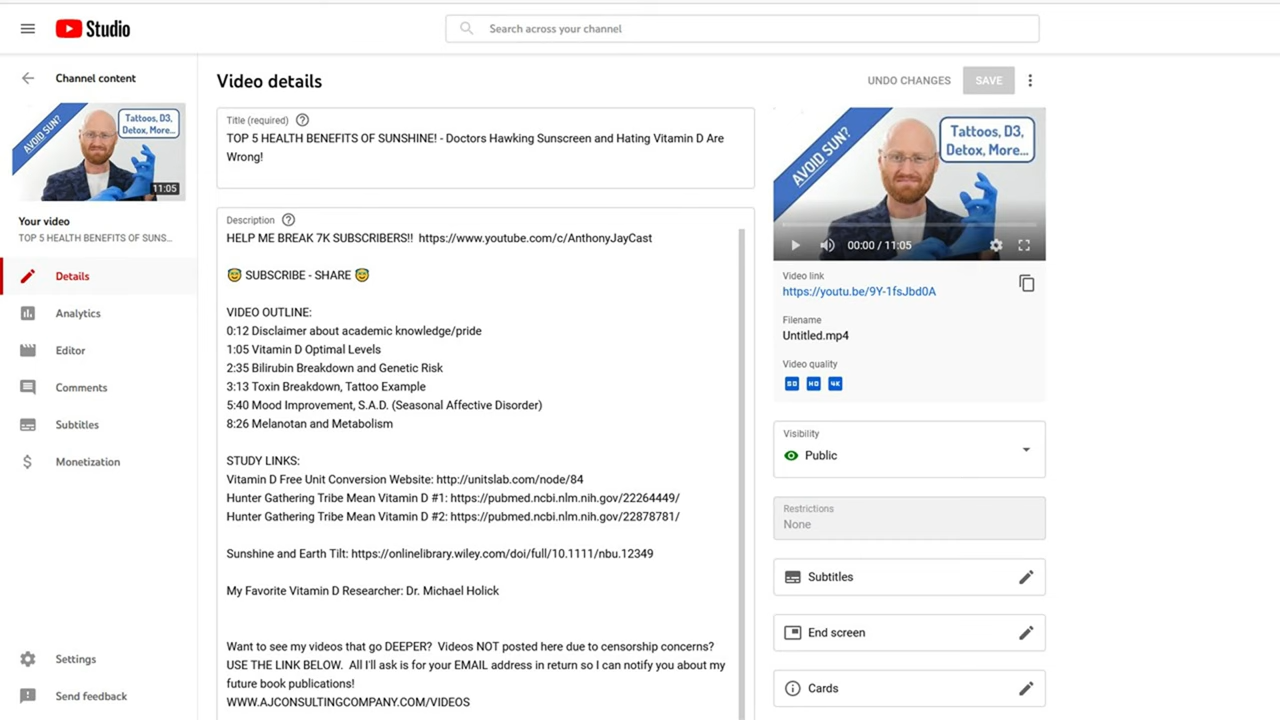 Studio
Search across your channel
Channel content
AVOID SUN?
Tattoos, D3,
Detox, More...
11:05
Your video
TOP 5 HEALTH BENEFITS OF SUNS...
Details
Analytics
Editor
Comments
Subtitles
Monetization
Settings
Send feedback
Video details
UNDO CHANGES
SAVE
Title (required)
TOP 5 HEALTH BENEFITS OF SUNSHINE! - Doctors Hawking Sunscreen and Hating Vitamin D Are
Wrong!
Description
HELP ME BREAK 7K SUBSCRIBERS!! https://www.youtube.com/c/AnthonyJayCast
😇 SUBSCRIBE - SHARE 😇
VIDEO OUTLINE:
0:12 Disclaimer about academic knowledge/pride
1:05 Vitamin D Optimal Levels
2:35 Bilirubin Breakdown and Genetic Risk
3:13 Toxin Breakdown, Tattoo Example
5:40 Mood Improvement, S.A.D. (Seasonal Affective Disorder)
8:26 Melanotan and Metabolism
STUDY LINKS:
Vitamin D Free Unit Conversion Website: http://unitslab.com/node/84
Hunter Gathering Tribe Mean Vitamin D #1: https://pubmed.ncbi.nlm.nih.gov/22264449/
Hunter Gathering Tribe Mean Vitamin D #2: https://pubmed.ncbi.nlm.nih.gov/22878781/
Sunshine and Earth Tilt: https://onlinelibrary.wiley.com/doi/full/10.1111/nbu.12349
My Favorite Vitamin D Researcher: Dr. Michael Holick
Want to see my videos that go DEEPER? Videos NOT posted here due to censorship concerns?
USE THE LINK BELOW. All I'll ask is for your EMAIL address in return so I can notify you about my
future book publications!
WWW.AJCONSULTINGCOMPANY.COM/VIDEOS
AVOID SUN?
Tattoos, D3,
Detox, More...
00:00 / 11:05
Video link
https://youtu.be/9Y-1fsJbd0A
Filename
Untitled.mp4
Video quality
SD HD 4K
Visibility
Public
Restrictions
None
Subtitles
End screen
Cards